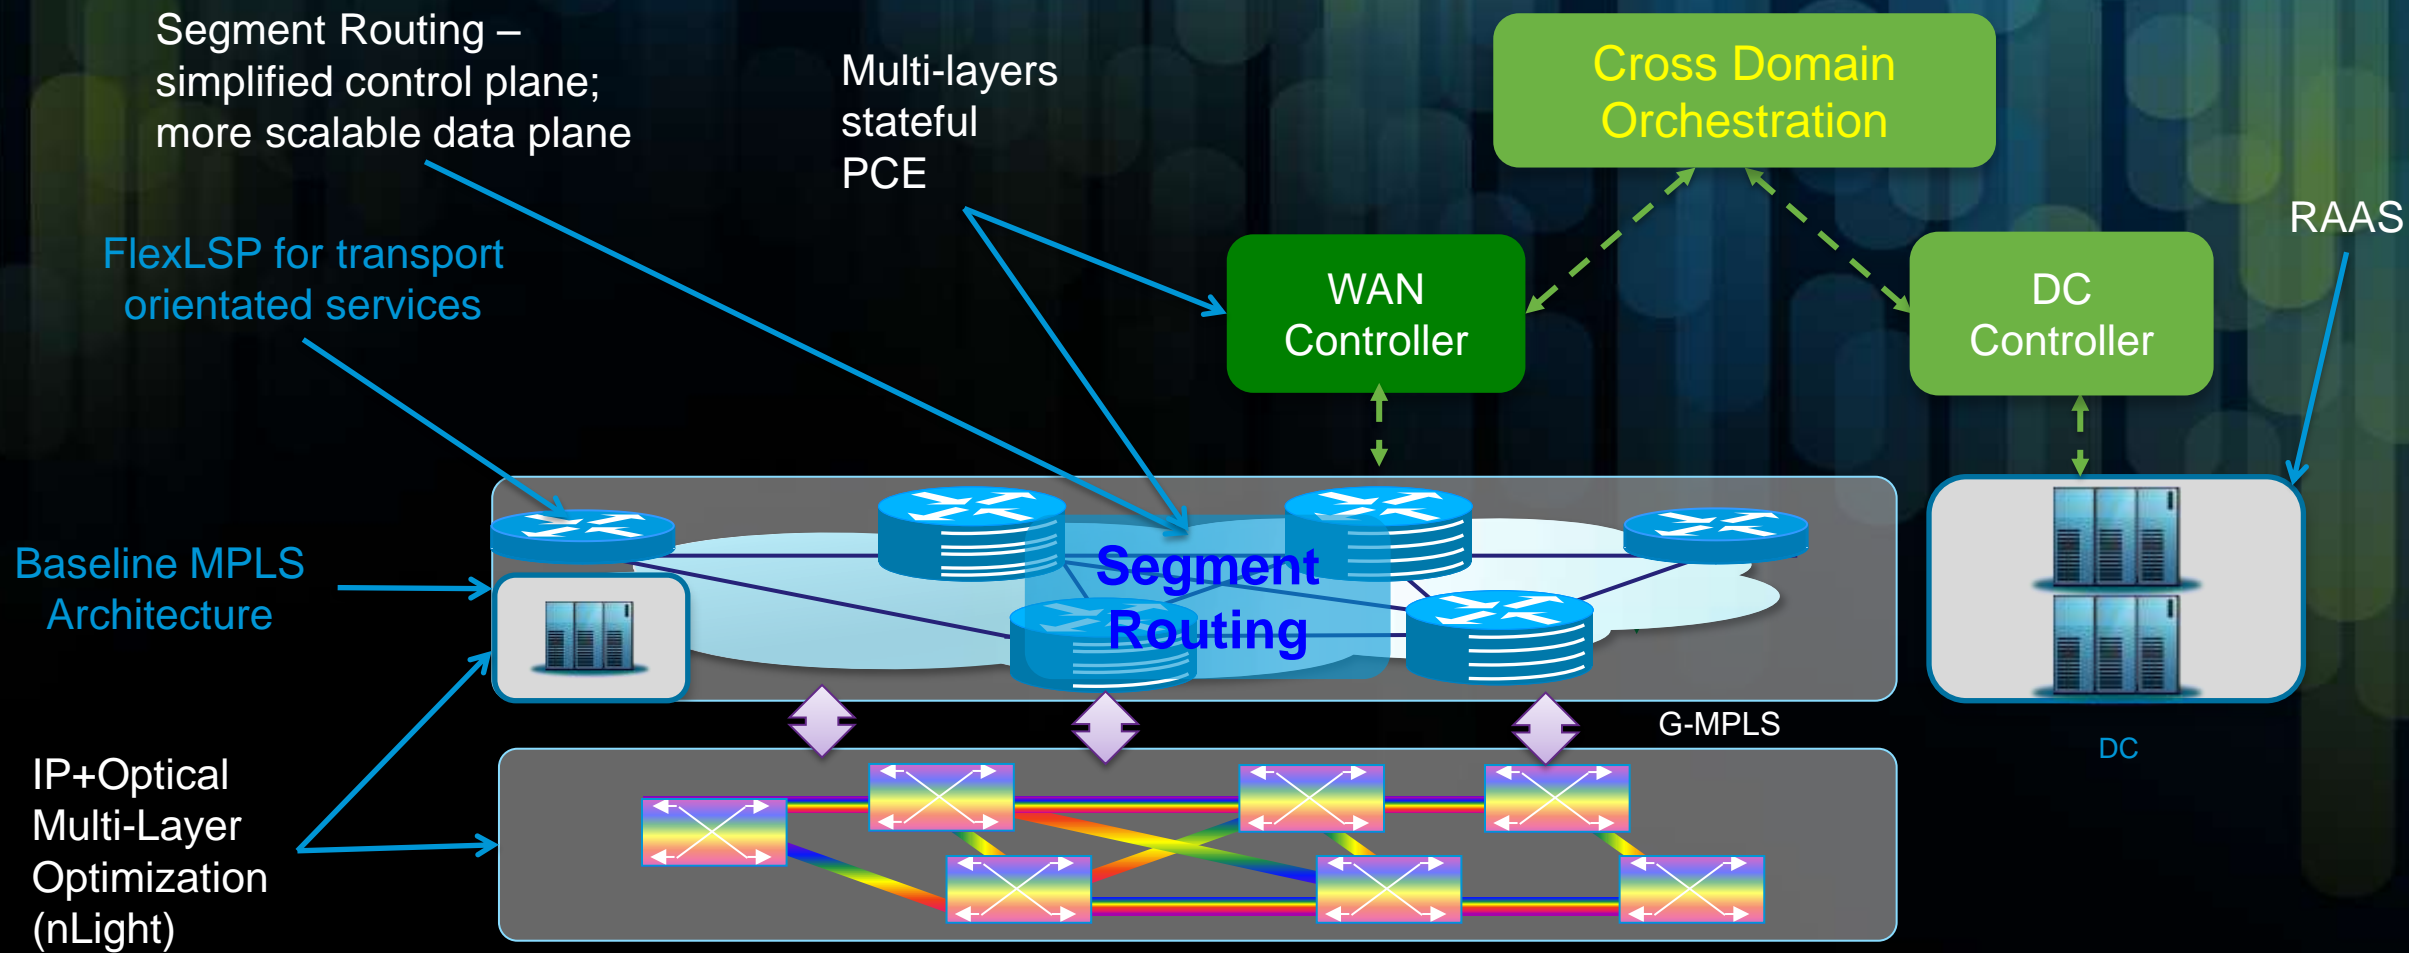 Segment Routing –
simplified control plane;
more scalable data plane
Multi-layers
stateful
PCE
Cross Domain
Orchestration
RAAS
FlexLSP for transport
orientated services
WAN
Controller
DC
Controller
Baseline MPLS
Architecture
Segment
Routing
G-MPLS
DC
IP+Optical
Multi-Layer
Optimization
(nLight)